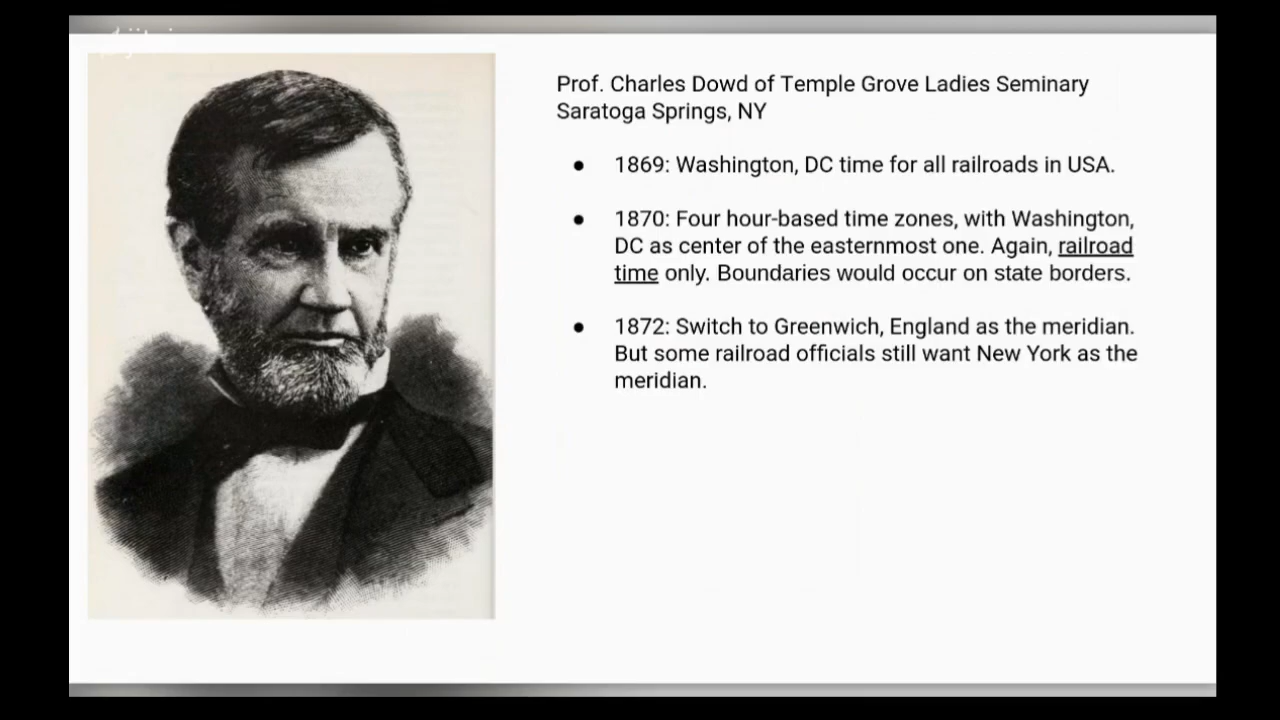 Prof. Charles Dowd of Temple Grove Ladies Seminary
Saratoga Springs, NY
● 1869: Washington, DC time for all railroads in USA.
● 1870: Four hour-based time zones, with Washington,
DC as center of the easternmost one. Again, railroad
time only. Boundaries would occur on state borders.
● 1872: Switch to Greenwich, England as the meridian.
But some railroad officials still want New York as the
meridian.